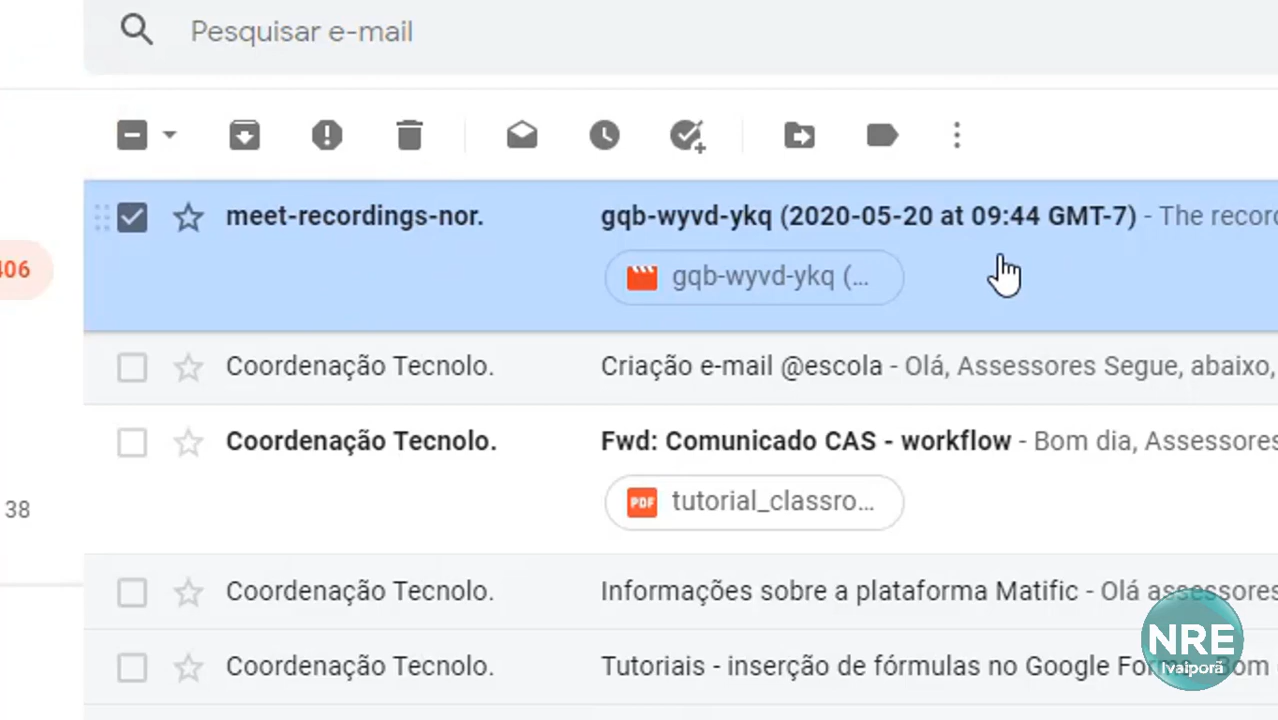 Pesquisar e-mail
meet-recordings-nor. gqb-wyvd-ykq (2020-05-20 at 09:44 GMT-7) - The recor
406
gqb-wyvd-ykq (...
Coordenação Tecnolo. Criação e-mail @escola - Olá, Assessores Segue, abaixo,
Coordenação Tecnolo. Fwd: Comunicado CAS - workflow - Bom dia, Assessores
PDF tutorial_classro...
38
Coordenação Tecnolo. Informações sobre a plataforma Matific - Olá assessores
Coordenação Tecnolo. Tutoriais - inserção de fórmulas no Google Form
NRE
Ivaiporã